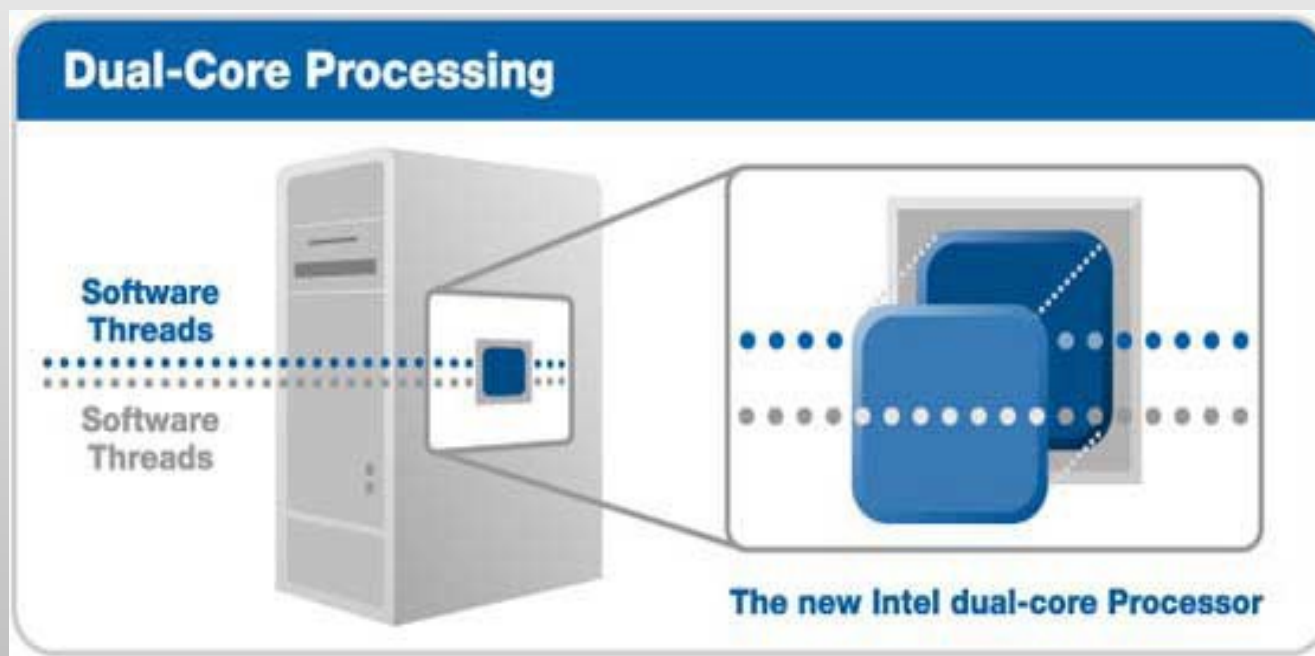 Dual-Core Processing
Software
Threads
Software
Threads
The new Intel dual-core Processor